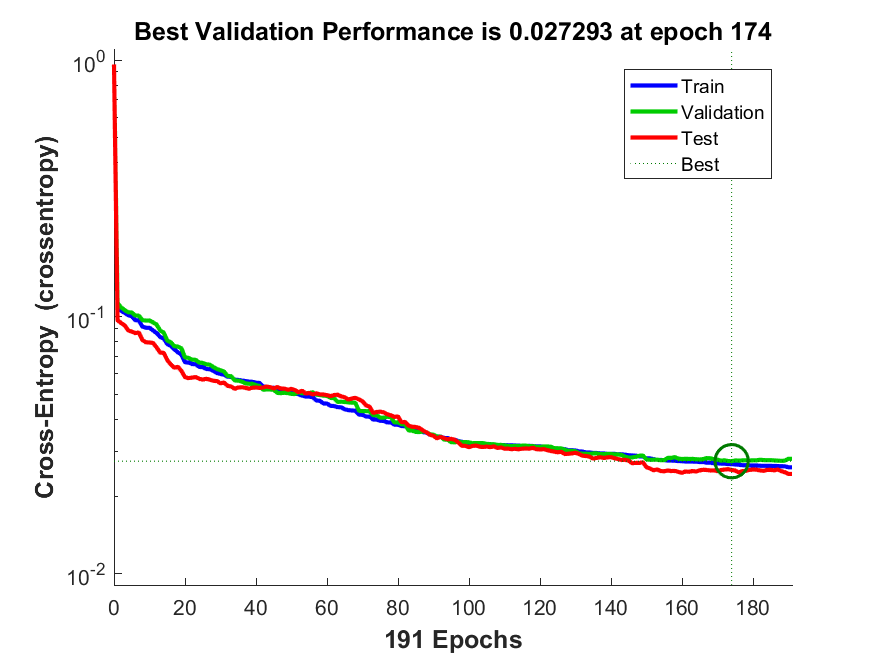 Best Validation Performance is 0.027293 at epoch 174
10^0
10^-1
10^-2
Cross-Entropy (crossentropy)
Train
Validation
Test
Best
0 20 40 60 80 100 120 140 160 180
191 Epochs